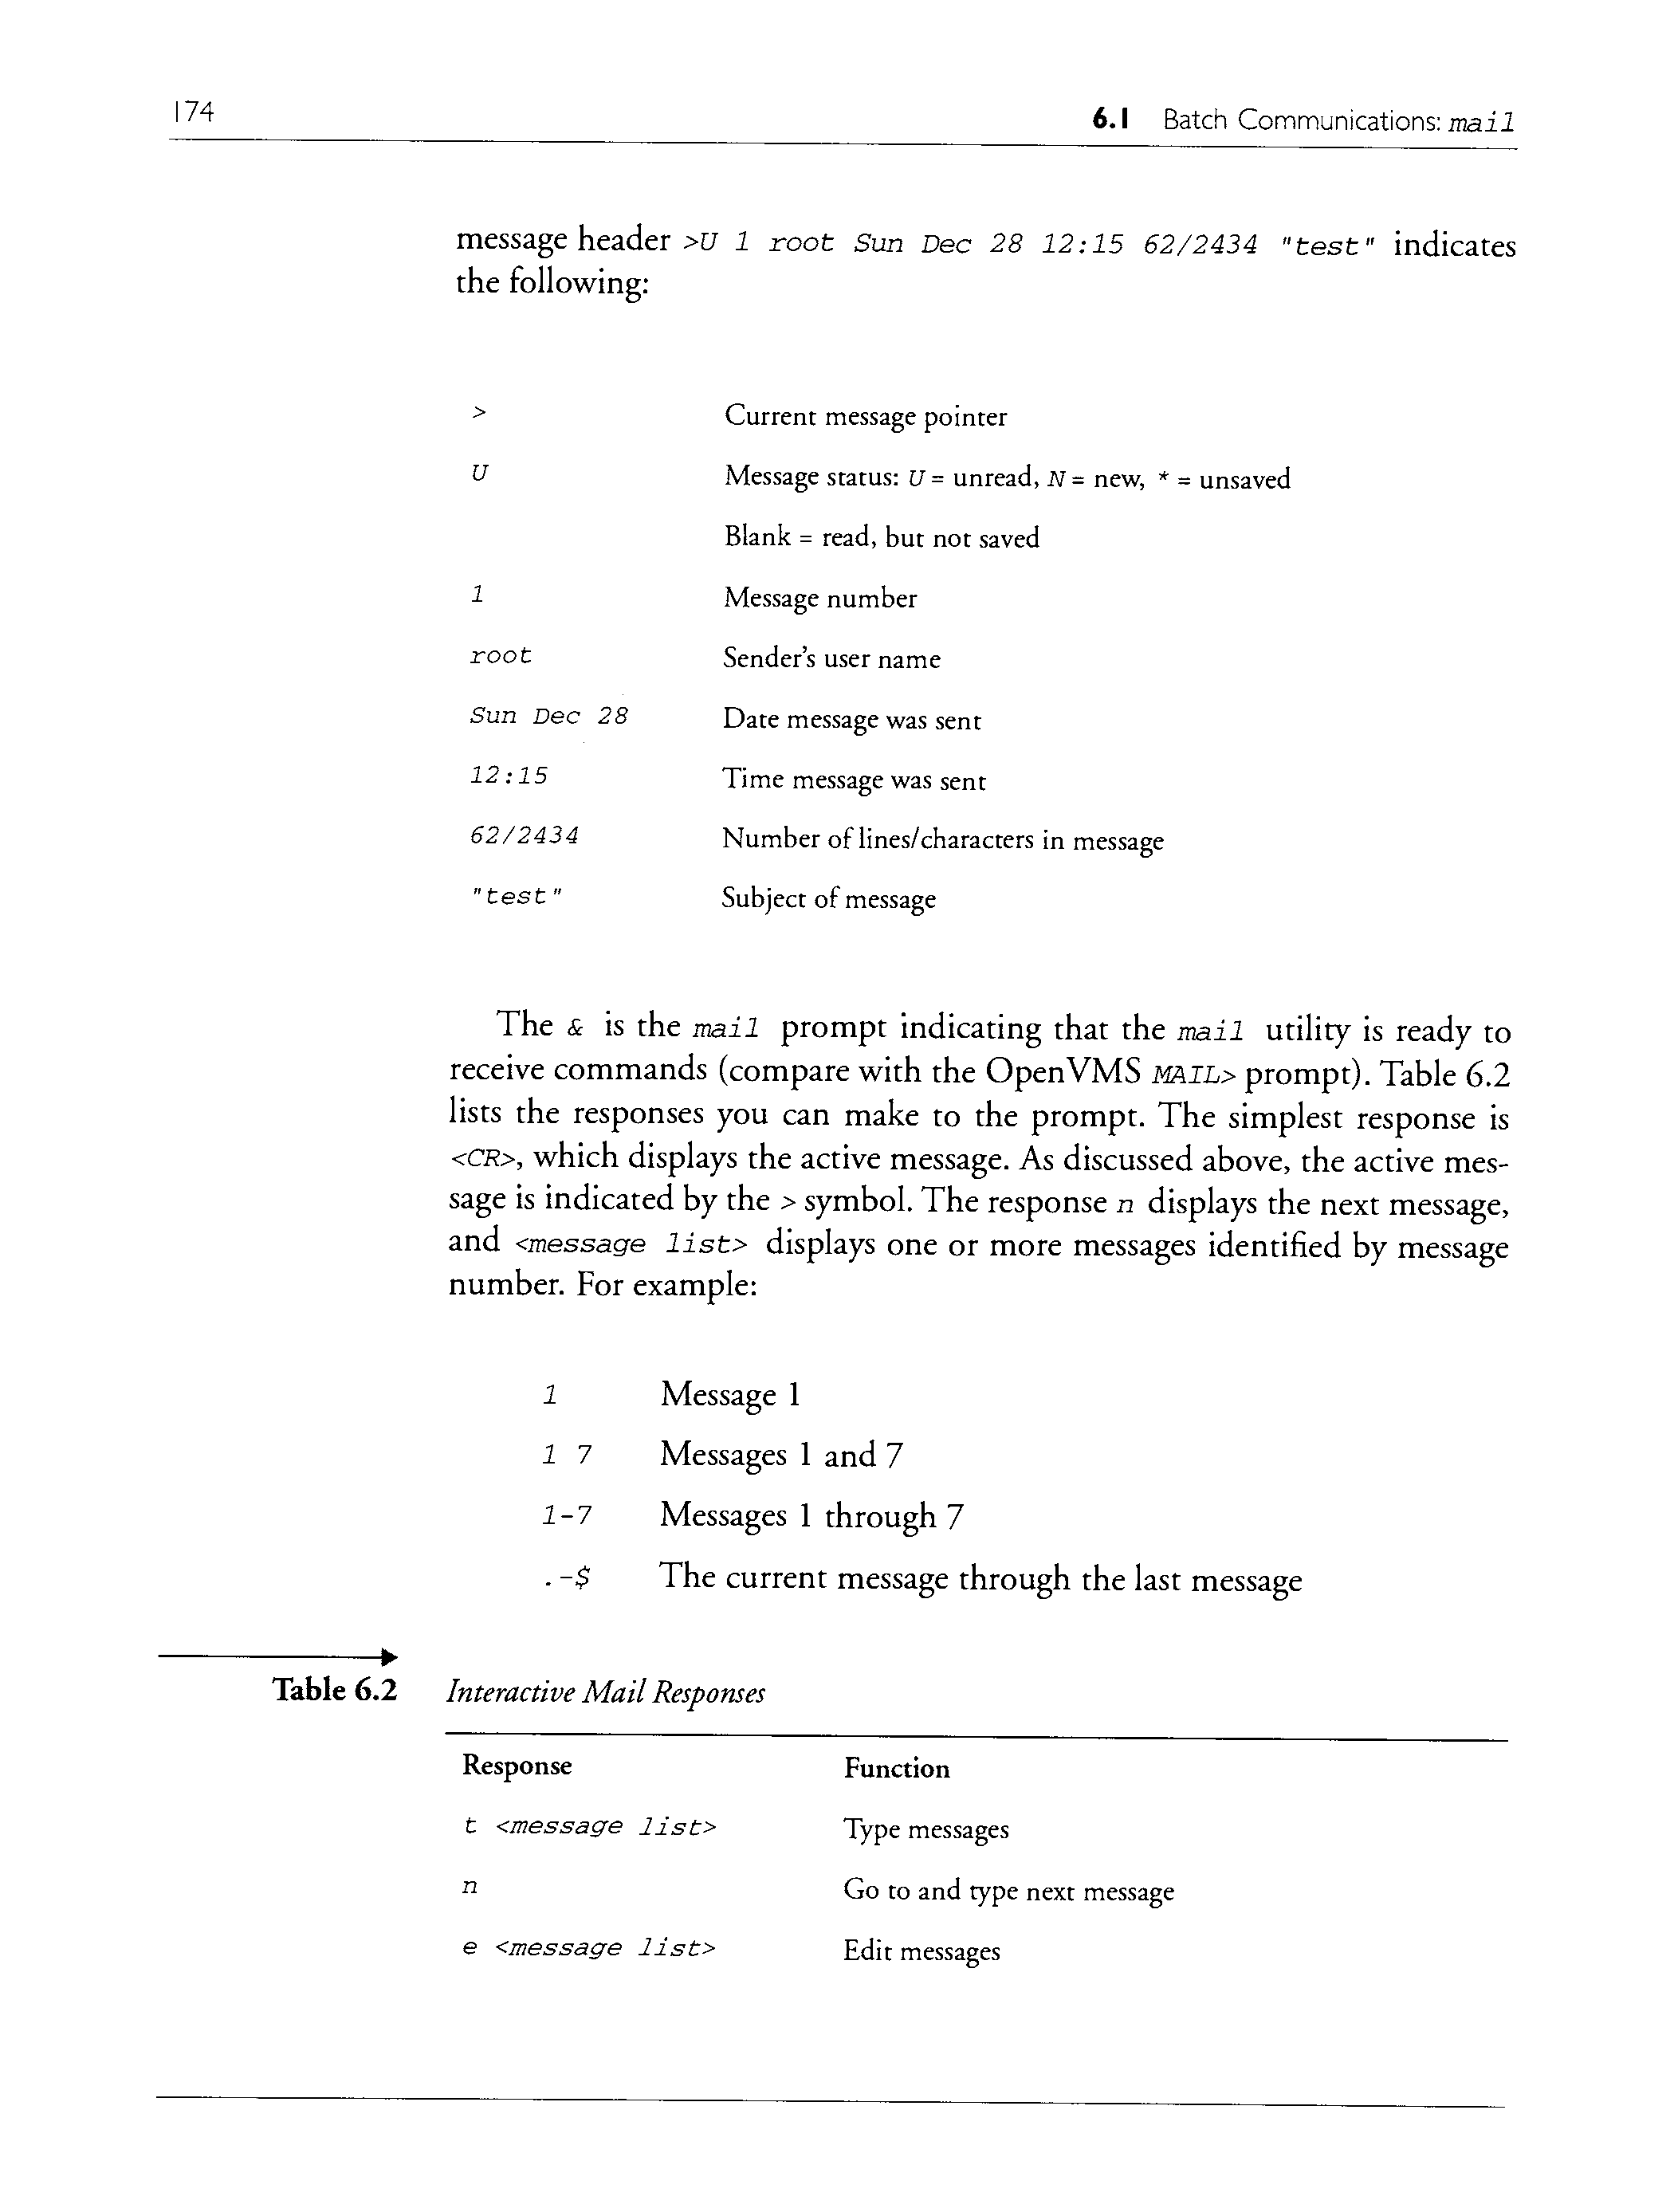 174
6.1 Batch Communications: mail
message header >U 1 root Sun Dec 28 12:15 62/2434 "test" indicates
the following:
> Current message pointer
U Message status: U = unread, N = new, * = unsaved
Blank = read, but not saved
1 Message number
root Sender's user name
Sun Dec 28 Date message was sent
12:15 Time message was sent
62/2434 Number of lines/characters in message
"test" Subject of message
The & is the mail prompt indicating that the mail utility is ready to
receive commands (compare with the OpenVMS MAIL> prompt). Table 6.2
lists the responses you can make to the prompt. The simplest response is
<CR>, which displays the active message. As discussed above, the active mes-
sage is indicated by the > symbol. The response n displays the next message,
and <message list> displays one or more messages identified by message
number. For example:
1 Message 1
1 7 Messages 1 and 7
1-7 Messages 1 through 7
.-$ The current message through the last message
Table 6.2 Interactive Mail Responses
Response Function
t <message list> Type messages
n Go to and type next message
e <message list> Edit messages